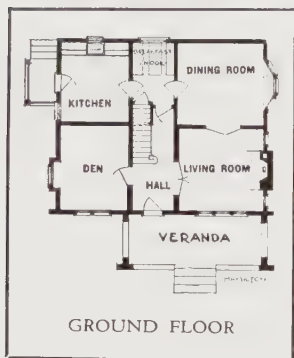 BREAKFAST
NOOK
DINING ROOM
KITCHEN
DEN
LIVING ROOM
HALL
VERANDA
GROUND FLOOR